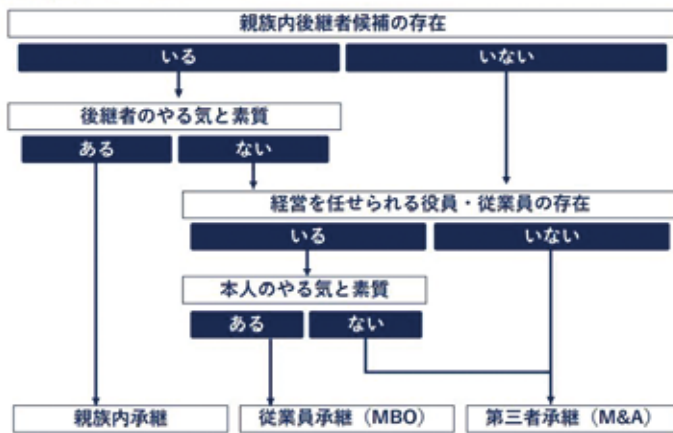 親族内後継者候補の存在
いる
いない
後継者のやる気と素質
ある
ない
経営を任せられる役員・従業員の存在
いる
いない
本人のやる気と素質
ある
ない
親族内承継
従業員承継（MBO）
第三者承継（M&A）